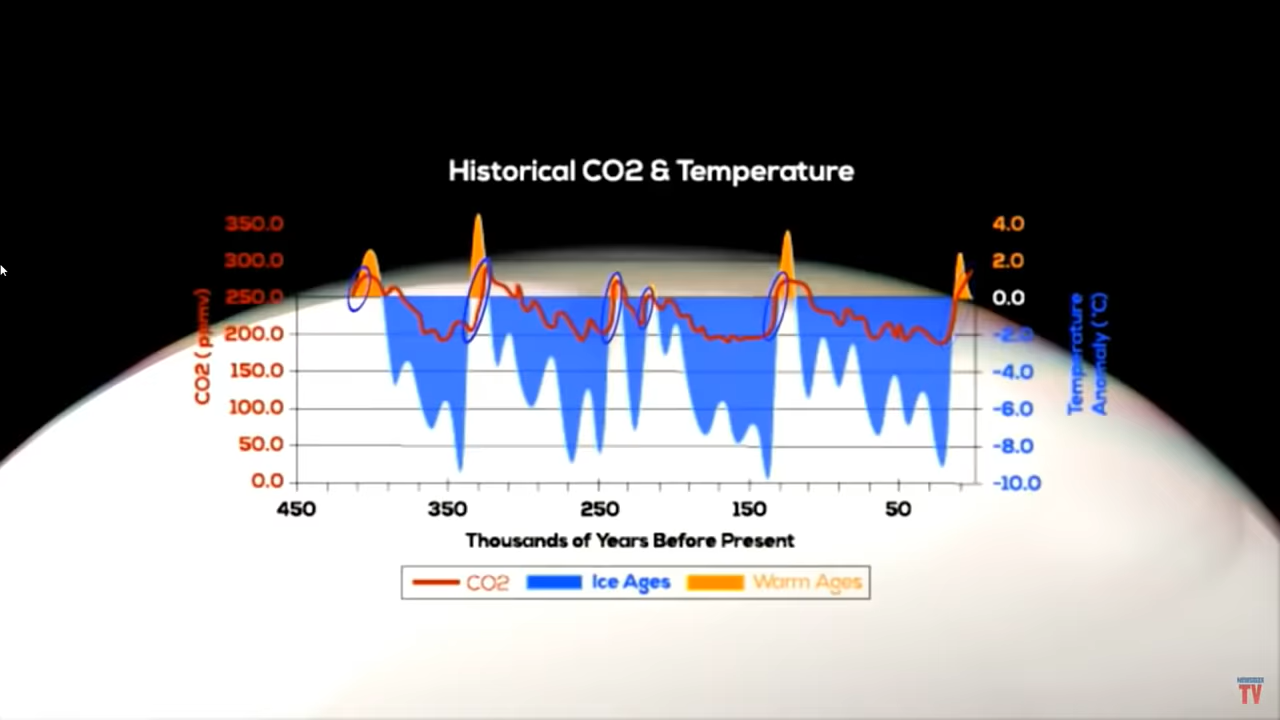 Historical CO2 & Temperature
350.0
300.0
250.0
200.0
150.0
100.0
50.0
0.0
CO2 ( ppmv)
4.0
2.0
0.0
-2.0
-4.0
-6.0
-8.0
-10.0
Temperature
Anomaly (°C)
450
350
250
150
50
Thousands of Years Before Present
CO2
Ice Ages
Warm Ages
NEWSMAX
TV